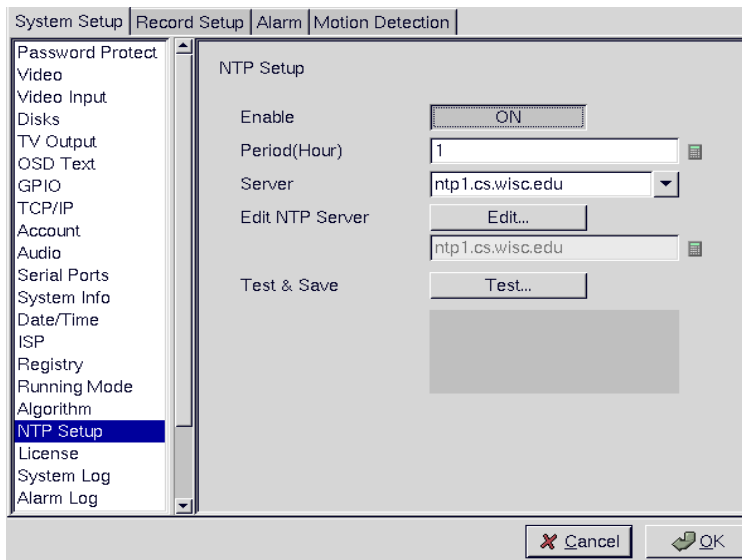 System Setup Record Setup Alarm Motion Detection
Password Protect
Video
Video Input
Disks
TV Output
OSD Text
GPIO
TCP/IP
Account
Audio
Serial Ports
System Info
Date/Time
ISP
Registry
Running Mode
Algorithm
NTP Setup
License
System Log
Alarm Log
NTP Setup
Enable ON
Period(Hour) 1
Server ntp1.cs.wisc.edu
Edit NTP Server Edit...
ntp1.cs.wisc.edu
Test & Save Test...
Cancel OK